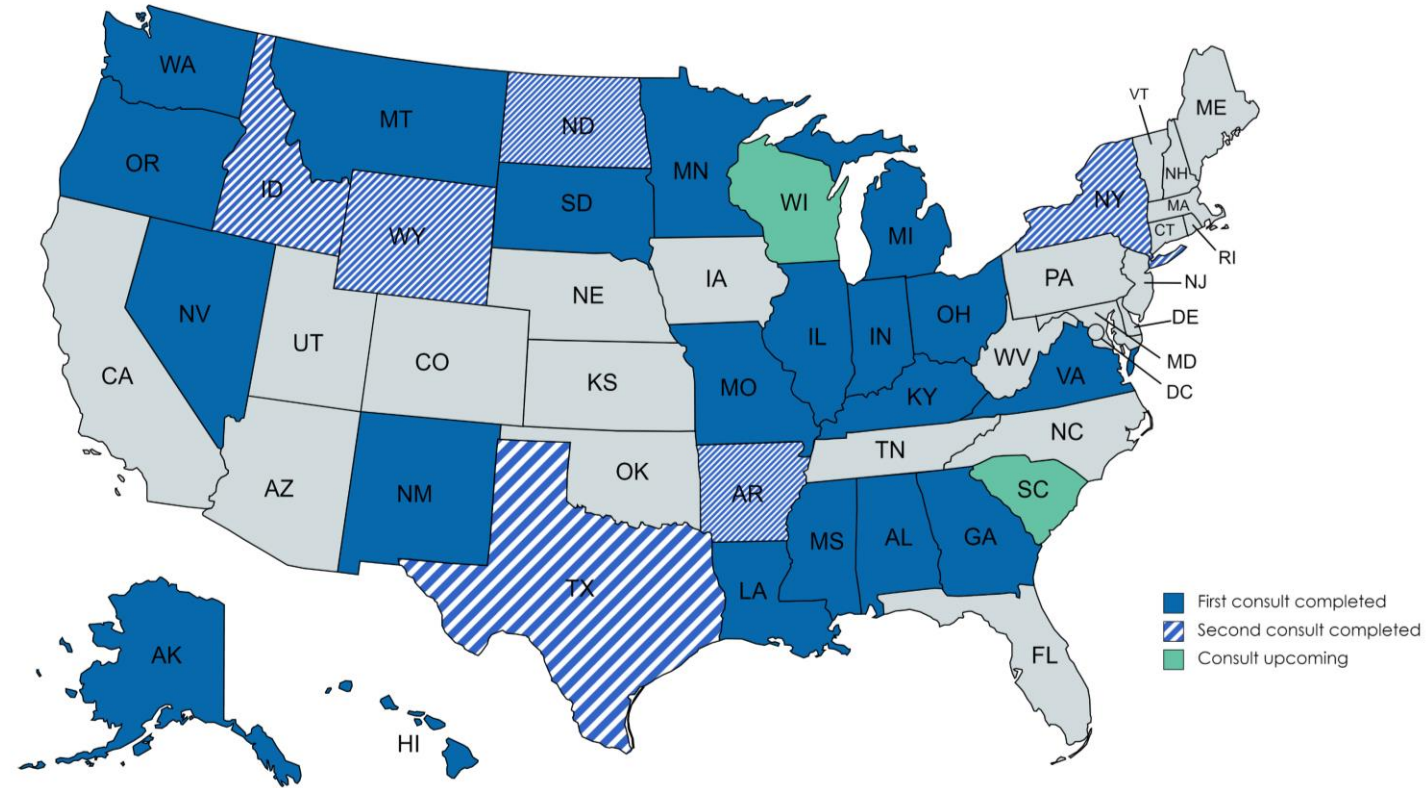 WA
OR
ID
MT
ND
MN
SD
WY
NV
CA
UT
CO
AZ
NM
NE
KS
OK
TX
IA
MO
AR
LA
WI
IL
IN
MI
OH
KY
TN
MS
AL
GA
FL
SC
NC
VA
WV
PA
NY
VT
NH
ME
MA
CT
RI
NJ
DE
MD
DC
AK
HI
First consult completed
Second consult completed
Consult upcoming